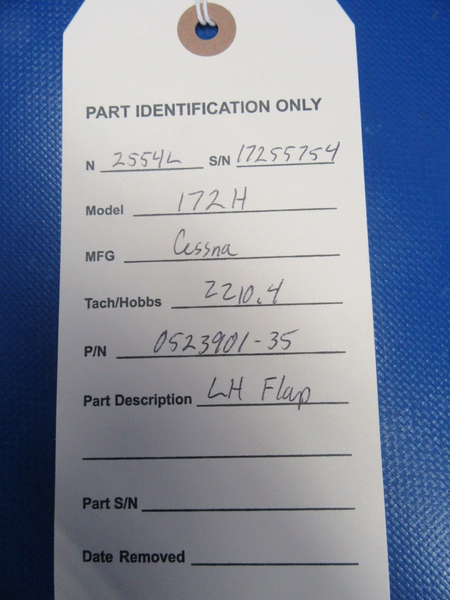 PART IDENTIFICATION ONLY
N 2554L S/N 17255754
Model 172H
MFG Cessna
Tach/Hobbs 2210.4
P/N 0523901-35
Part Description LH Flap
Part S/N
Date Removed